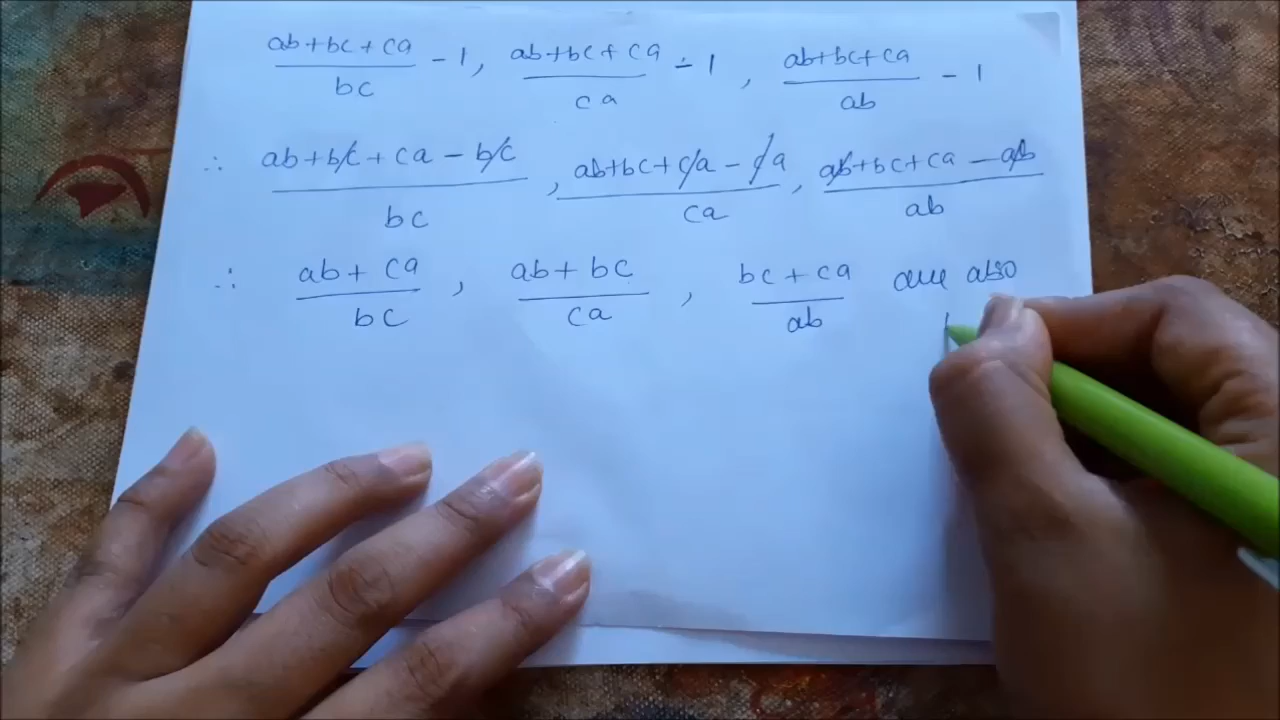 (ab+bc+ca)/bc - 1, (ab+bc+ca)/ca - 1, (ab+bc+ca)/ab - 1
∴ (ab+bc+ca-bc)/bc, (ab+bc+ca-ca)/ca, (ab+bc+ca-ab)/ab
∴ (ab+ca)/bc, (ab+bc)/ca, (bc+ca)/ab are also